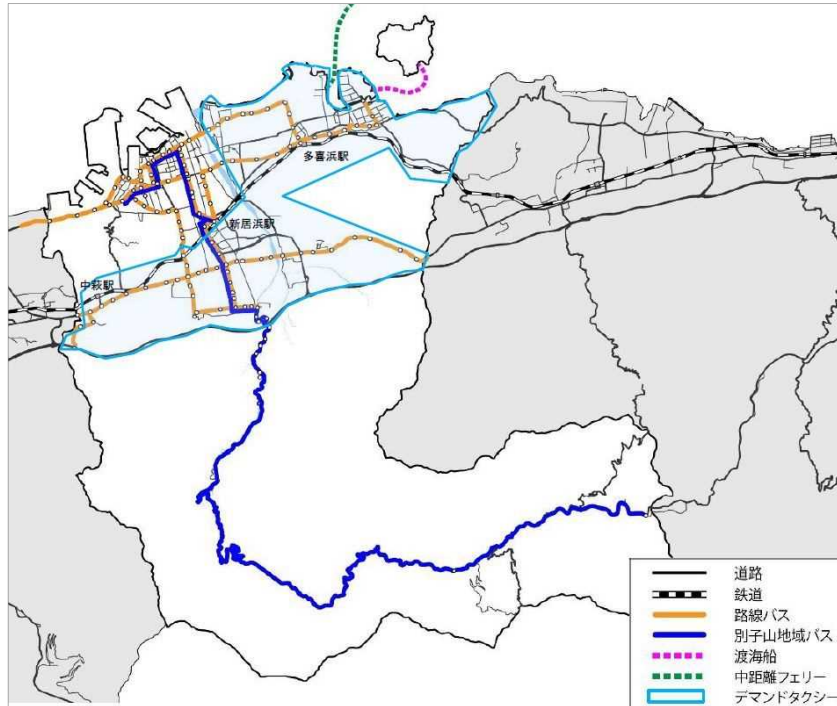 多喜浜駅
新居浜駅
中萩駅
道路
鉄道
路線バス
別子山地域バス
渡海船
中距離フェリー
デマンドタクシー